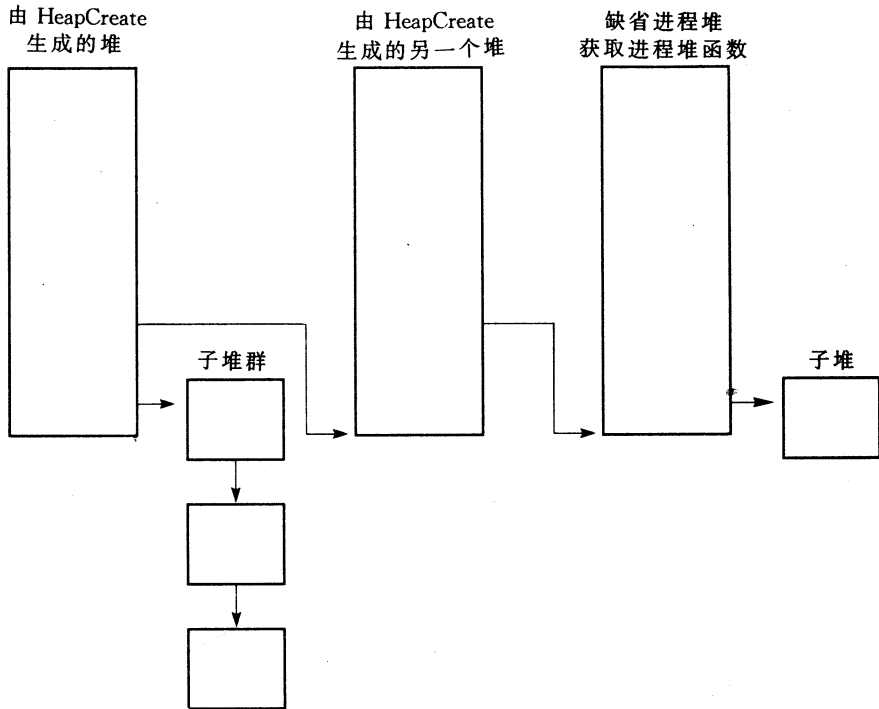 由 HeapCreate
生成的堆
由 HeapCreate
生成的另一个堆
缺省进程堆
获取进程堆函数
子堆群
子堆